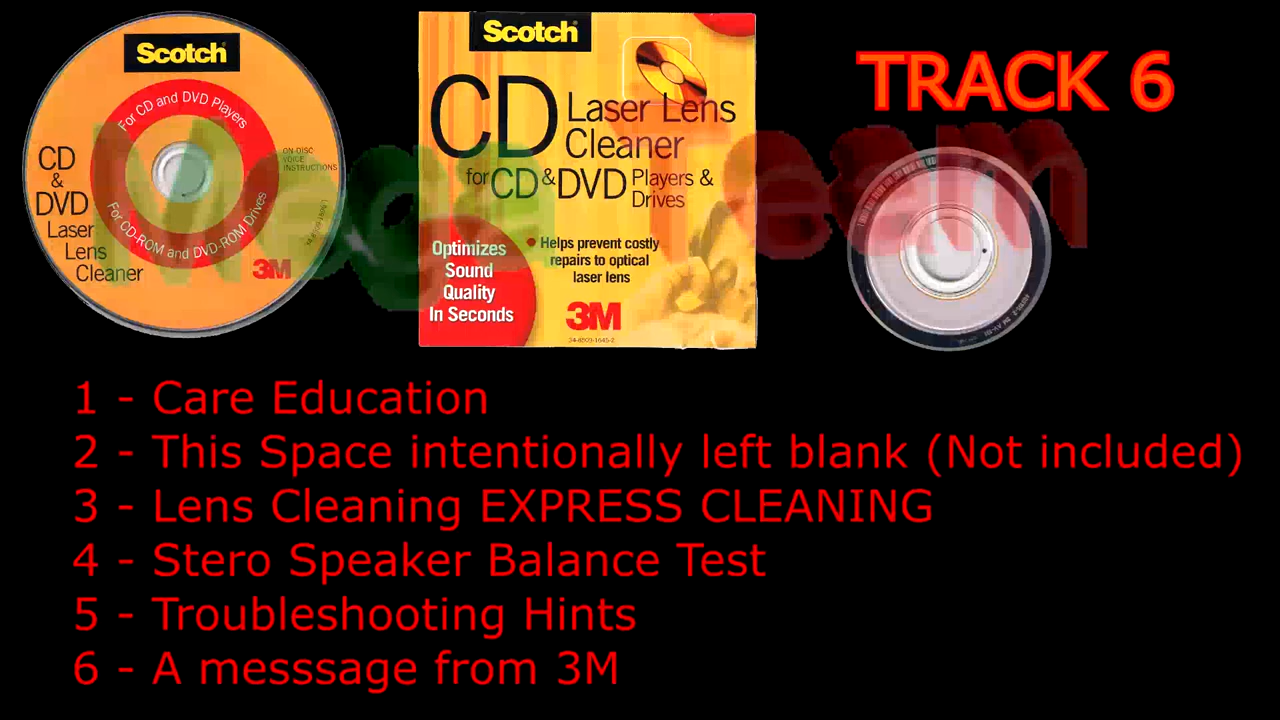 Scotch
For CD and DVD Players
ON-DISC
VOICE
INSTRUCTIONS
CD
&
DVD
Laser
Lens
Cleaner
For CD-ROM and DVD-ROM Drives
3M
Scotch
CD Laser Lens
Cleaner
for CD & DVD Players &
Drives
Optimizes
Sound
Quality
In Seconds
Helps prevent costly
repairs to optical
laser lens
3M
TRACK 6
1 - Care Education
2 - This Space intentionally left blank (Not included)
3 - Lens Cleaning EXPRESS CLEANING
4 - Stero Speaker Balance Test
5 - Troubleshooting Hints
6 - A messsage from 3M